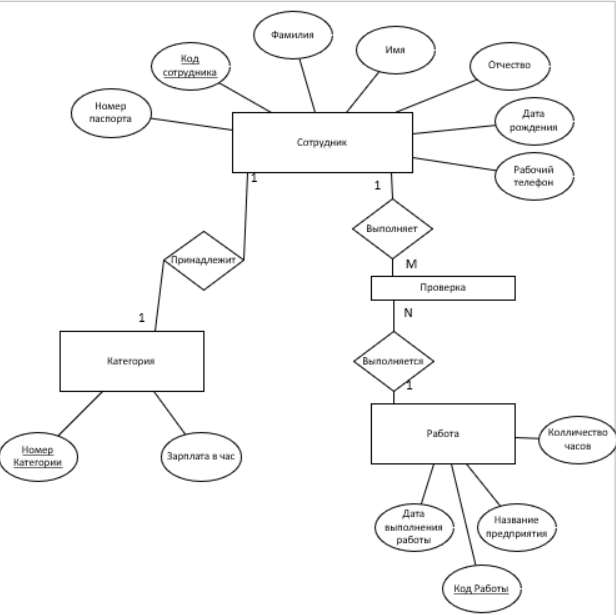 Фамилия
Имя
Код
сотрудника
Отчество
Номер
паспорта
Дата
рождения
Сотрудник
Рабочий
телефон
1
1
Выполняет
Принадлежит
М
Проверка
N
1
Категория
Выполняется
1
Работа
Колличество
часов
Номер
Категории
Зарплата в час
Дата
выполнения
работы
Название
предприятия
Код Работы